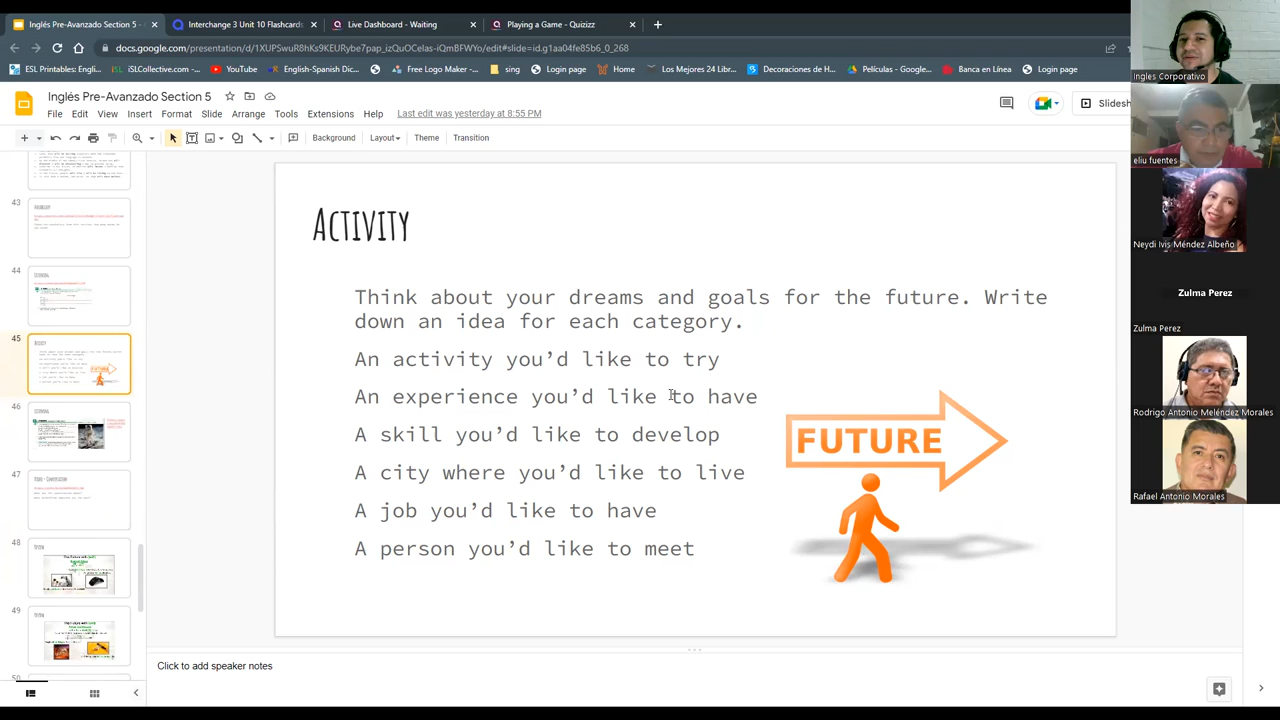 Inglés Pre-Avanzado Section 5 -
Interchange 3 Unit 10 Flashcards
Live Dashboard - Waiting
Playing a Game - Quizizz
docs.google.com/presentation/d/1XUPSwuR8hKs9KEURybe7pap_izQuOCelas-iQmBFWYo/edit#slide=id.g1aa04fe85b6_0_268
ESL Printables: Engli...
iSLCollective.com -...
YouTube
English-Spanish Dic...
Free Logo Maker -...
Login page
Home
Los Mejores 24 Libr...
Decoraciones de H...
Películas - Google...
Banca en Línea
Login page
Inglés Pre-Avanzado Section 5
File Edit View Insert Format Slide Arrange Tools Extensions Help
Last edit was yesterday at 8:55 PM
Slidesh
Background Layout Theme Transition
43
44
45
46
47
48
49
Activity
Think about your dreams and goals for the future. Write
down an idea for each category.
An activity you'd like to try
An experience you'd like to have
A skill you'd like to develop
A city where you'd like to live
A job you'd like to have
A person you'd like to meet
FUTURE
Click to add speaker notes
Ingles Corporativo
eliu fuentes
Neydi Ivis Méndez Albeño
Zulma Perez
Zulma Perez
Rodrigo Antonio Meléndez Morales
Rafael Antonio Morales